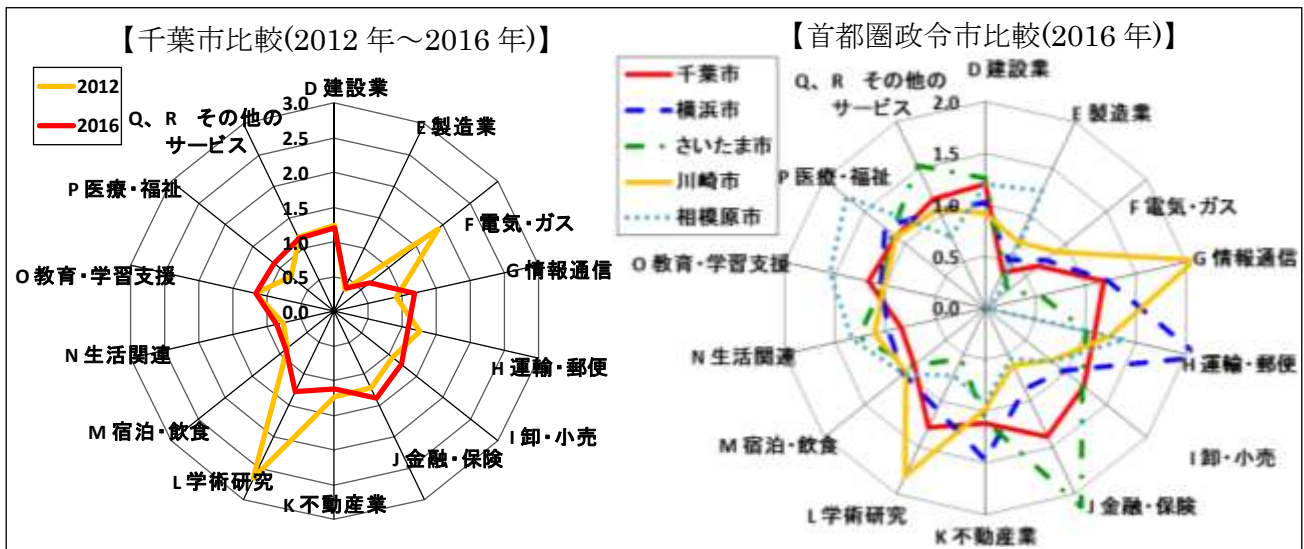 【千葉市比較(2012 年～2016 年)】
2012
2016
D 建設業
E 製造業
F 電気・ガス
G 情報通信
H 運輸・郵便
I 卸・小売
J 金融・保険
K 不動産業
L 学術研究
M 宿泊・飲食
N 生活関連
O 教育・学習支援
P 医療・福祉
Q、R その他の
サービス
3.0
2.5
2.0
1.5
1.0
0.5
0.0
【首都圏政令市比較(2016 年)】
千葉市
横浜市
さいたま市
川崎市
相模原市
D 建設業
E 製造業
F 電気・ガス
G 情報通信
H 運輸・郵便
I 卸・小売
J 金融・保険
K 不動産業
L 学術研究
M 宿泊・飲食
N 生活関連
O 教育・学習支援
P 医療・福祉
Q、R その他の
サービス
2.0
1.5
1.0
0.5
0.0